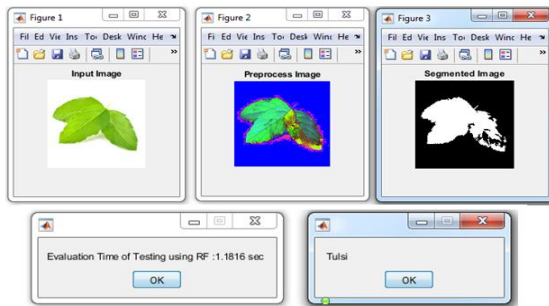 Figure 1
Fil Ed Vie Ins Toc Desk Winc He
Input Image
Figure 2
Fi Ed Vie Ins Toc Desk Winc He
Preprocess Image
Figure 3
Fil Ed Vie Ins Toc Desk Winc He
Segmented Image
Evaluation Time of Testing using RF :1.1816 sec
OK
Tulsi
OK